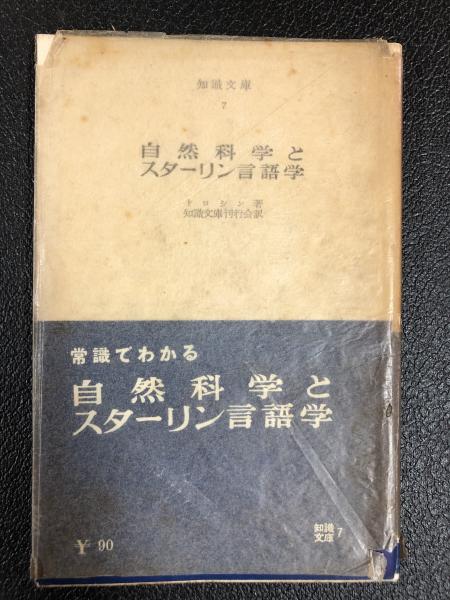 知識文庫
7
自然科学と
スターリン言語学
トロシン著
知識文庫刊行会訳
常識でわかる
自然科学と
スターリン言語学
¥ 90
知識
文庫 7